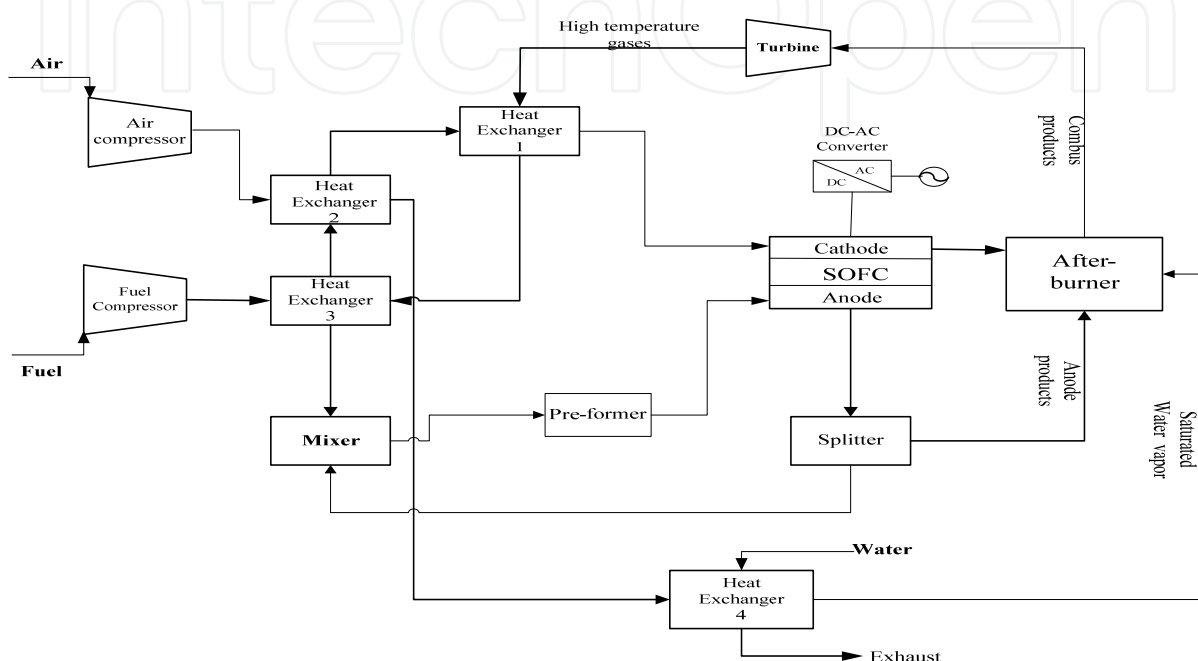 IntechOpen
High temperature
gases
Turbine
Air
Air
compressor
Heat
Exchanger
1
DC-AC
Converter
DC
AC
Combus
products
Heat
Exchanger
2
Cathode
SOFC
Anode
After-
burner
Fuel
Compressor
Heat
Exchanger
3
Fuel
Anode
products
Pre-former
Mixer
Splitter
Saturated
Water vapor
Water
Heat
Exchanger
4
Exhaust